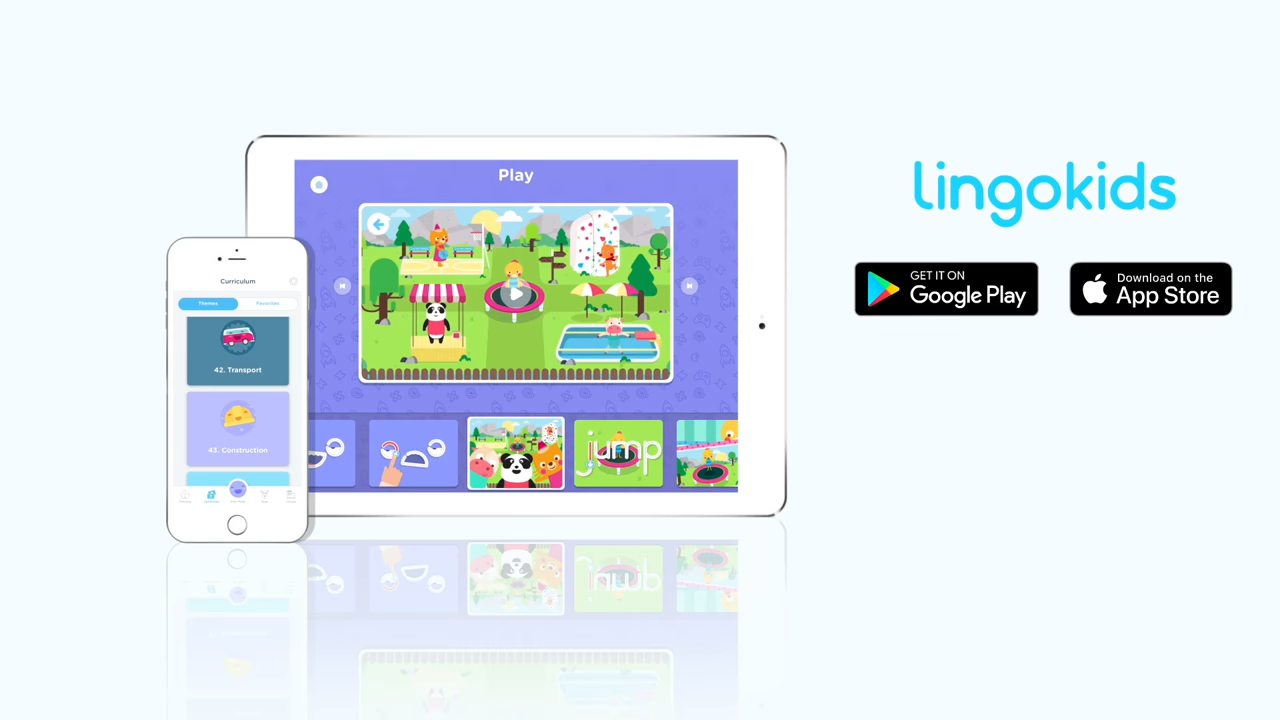 Play
Curriculum
Themes
Favorites
42. Transport
43. Construction
jump
lingokids
GET IT ON
Google Play
Download on the
App Store